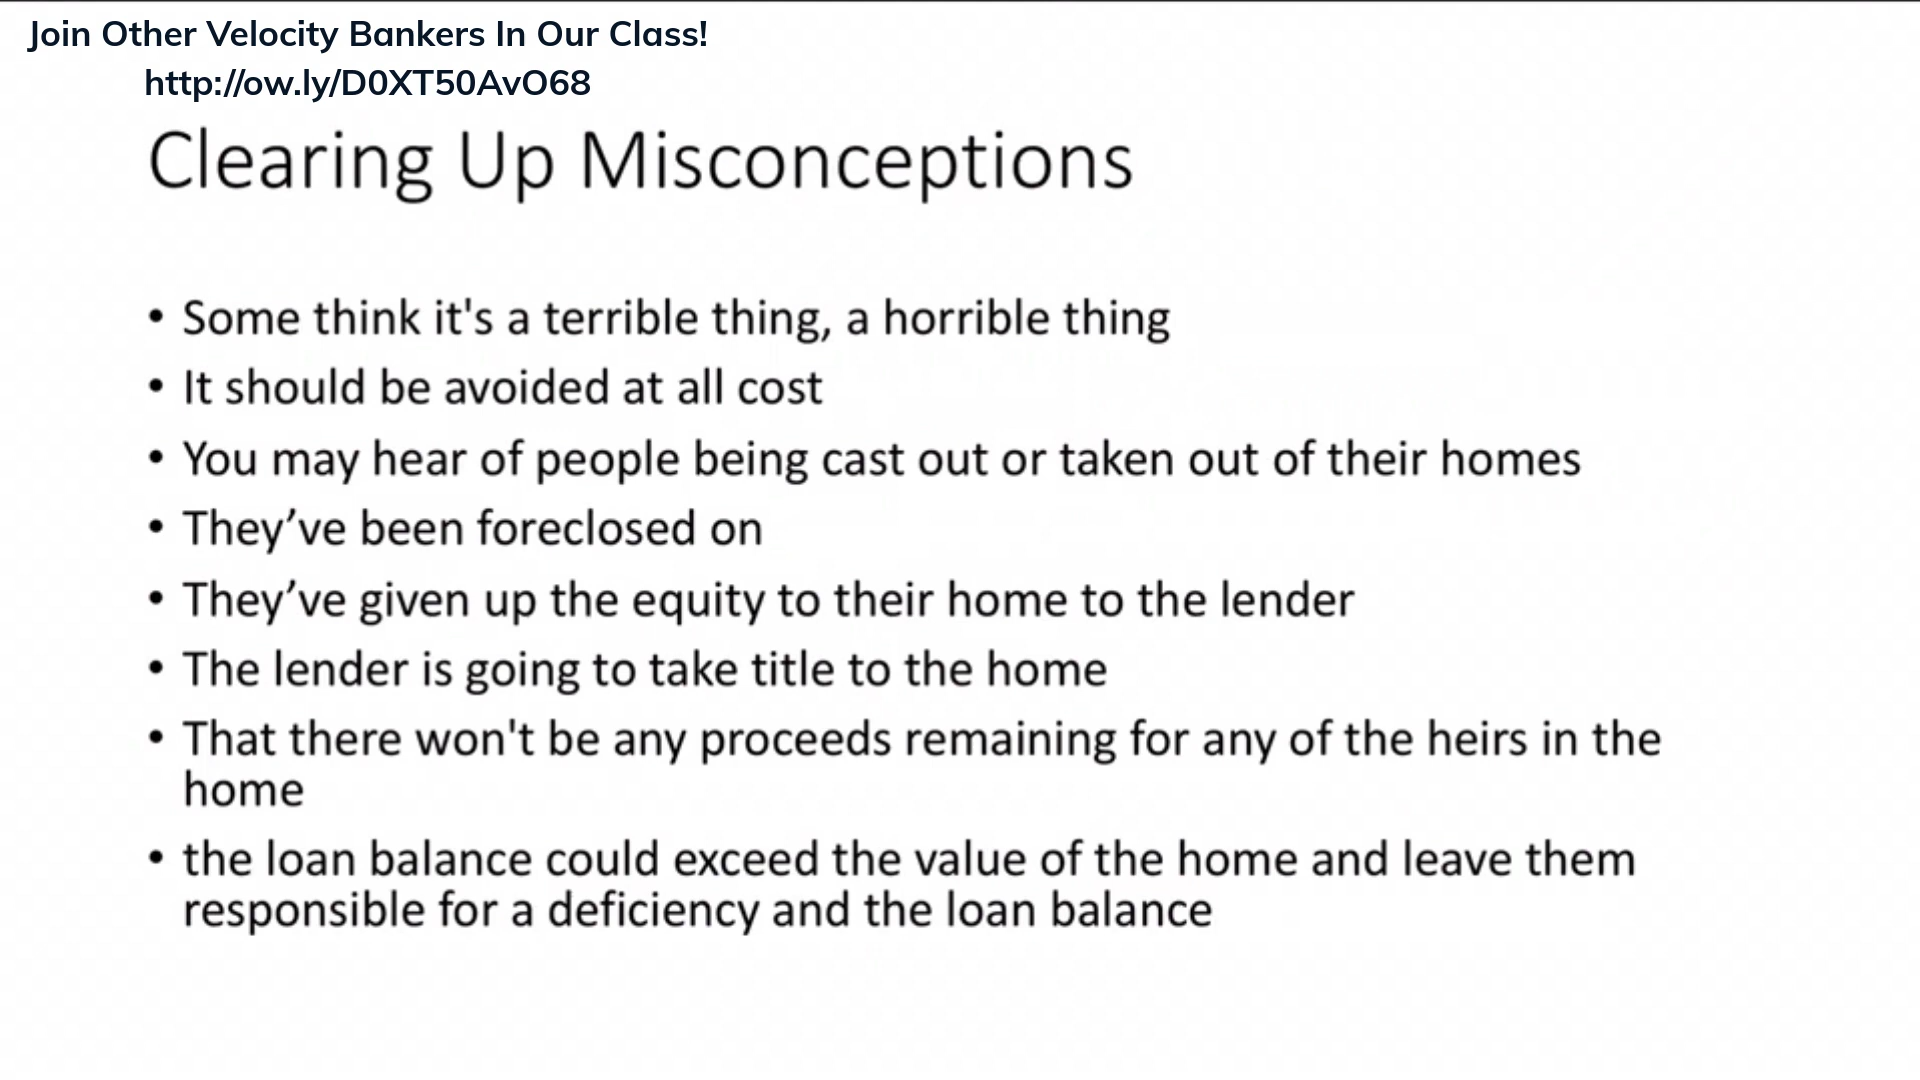 Join Other Velocity Bankers In Our Class!
http://ow.ly/D0XT50AvO68
Clearing Up Misconceptions
• Some think it's a terrible thing, a horrible thing
• It should be avoided at all cost
• You may hear of people being cast out or taken out of their homes
• They’ve been foreclosed on
• They’ve given up the equity to their home to the lender
• The lender is going to take title to the home
• That there won't be any proceeds remaining for any of the heirs in the
home
• the loan balance could exceed the value of the home and leave them
responsible for a deficiency and the loan balance